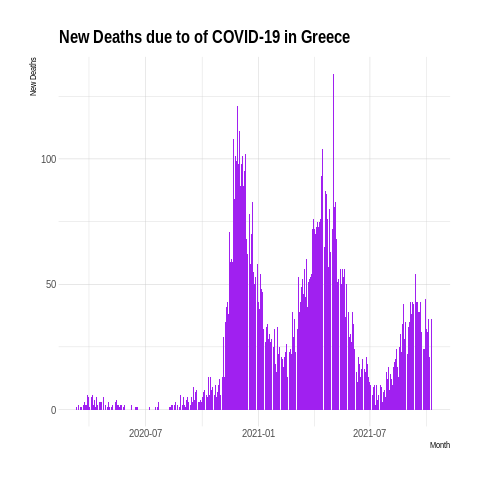 New Deaths due to of COVID-19 in Greece
New Deaths
100
50
0
2020-07
2021-01
2021-07
Month